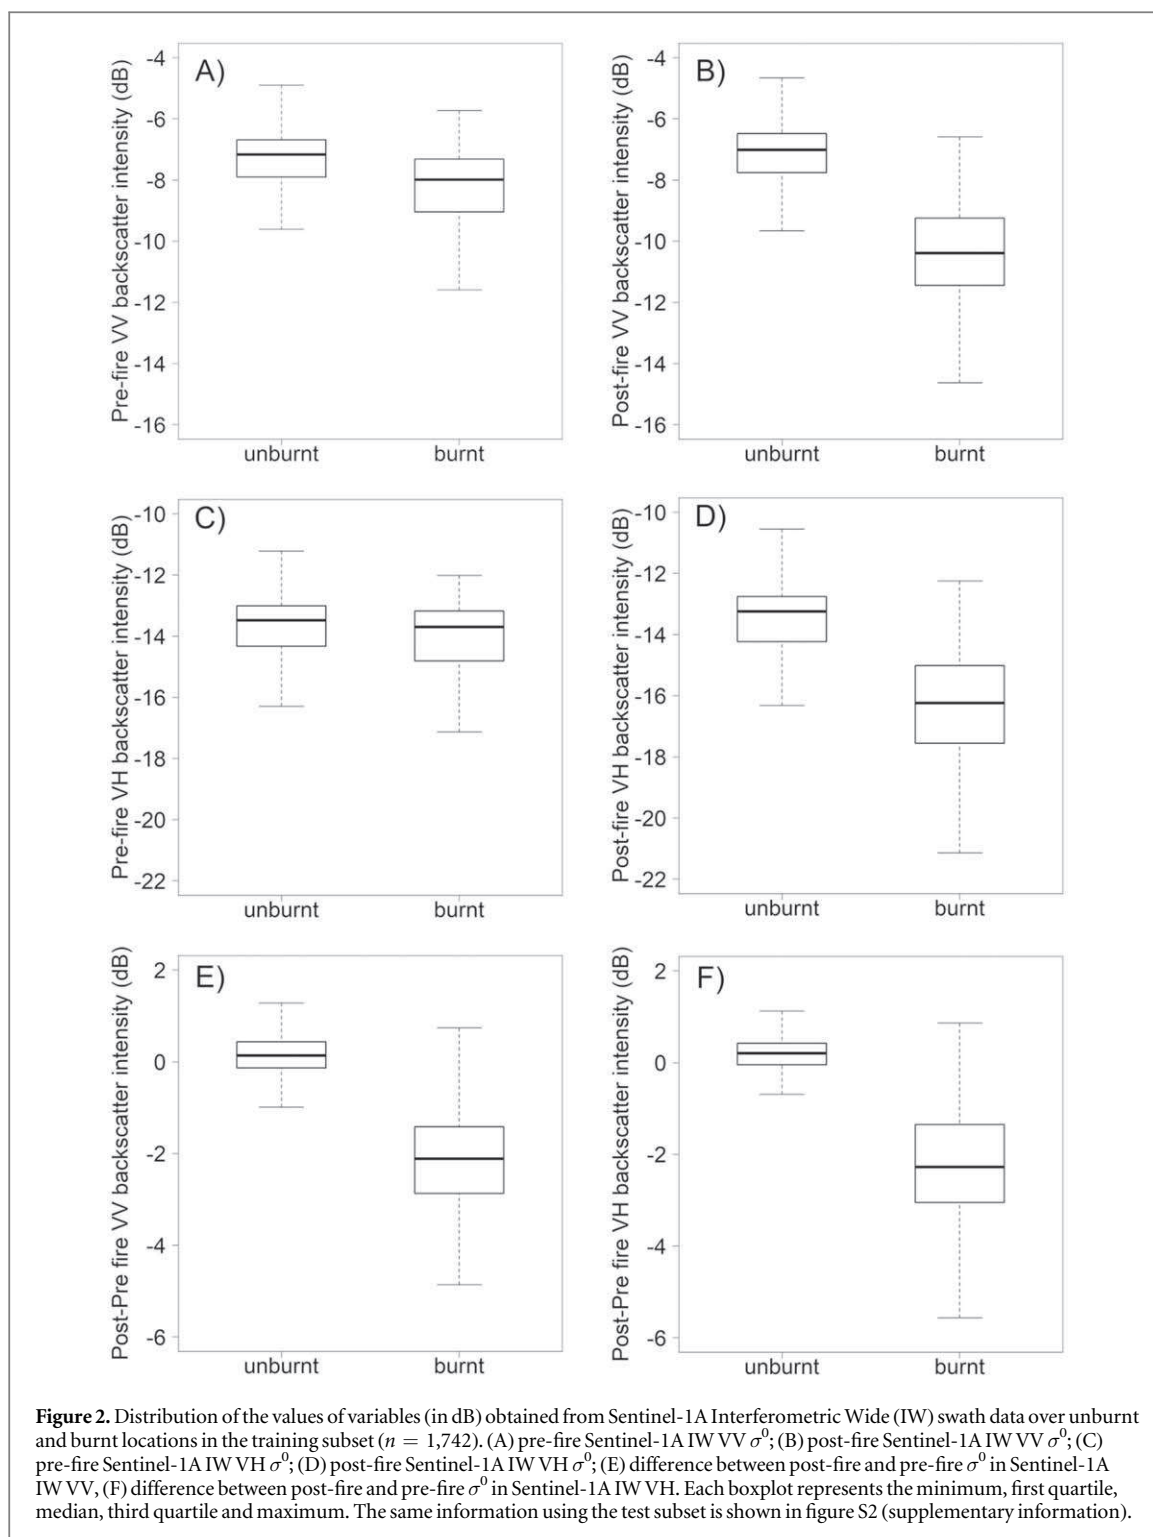 Pre-fire VV backscatter intensity (dB)
-4
-6
-8
-10
-12
-14
-16
A)
unburnt burnt
Post-fire VV backscatter intensity (dB)
-4
-6
-8
-10
-12
-14
-16
B)
unburnt burnt
Pre-fire VH backscatter intensity (dB)
-10
-12
-14
-16
-18
-20
-22
C)
unburnt burnt
Post-fire VH backscatter intensity (dB)
-10
-12
-14
-16
-18
-20
-22
D)
unburnt burnt
Post-Pre fire VV backscatter intensity (dB)
2
0
-2
-4
-6
E)
unburnt burnt
Post-Pre fire VH backscatter intensity (dB)
2
0
-2
-4
-6
F)
unburnt burnt
Figure 2. Distribution of the values of variables (in dB) obtained from Sentinel-1A Interferometric Wide (IW) swath data over unburnt
and burnt locations in the training subset (n = 1,742). (A) pre-fire Sentinel-1A IW VV σ⁰; (B) post-fire Sentinel-1A IW VV σ⁰; (C)
pre-fire Sentinel-1A IW VH σ⁰; (D) post-fire Sentinel-1A IW VH σ⁰; (E) difference between post-fire and pre-fire σ⁰ in Sentinel-1A
IW VV, (F) difference between post-fire and pre-fire σ⁰ in Sentinel-1A IW VH. Each boxplot represents the minimum, first quartile,
median, third quartile and maximum. The same information using the test subset is shown in figure S2 (supplementary information).